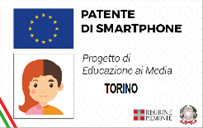 PATENTE
DI SMARTPHONE
Progetto di
Educazione ai Media
TORINO
REGIONE
PIEMONTE